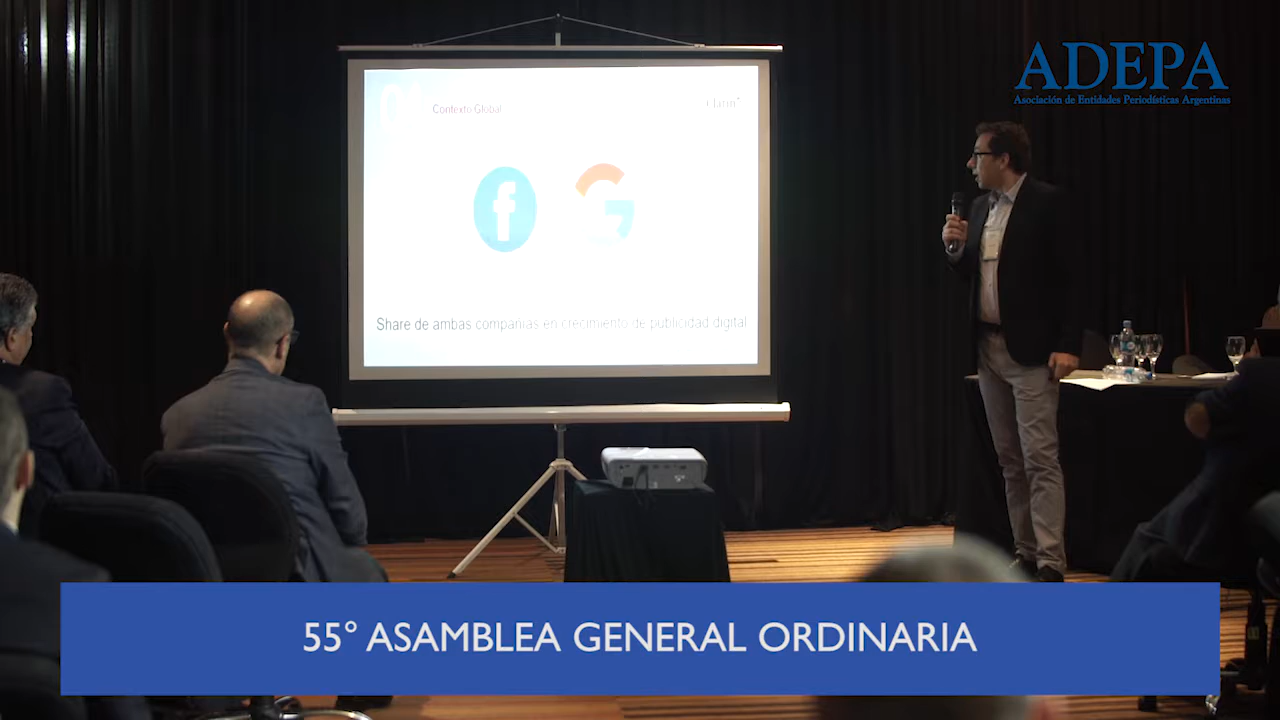 ADEPA
Asociación de Entidades Periodísticas Argentinas
Contexto Global
Clarín
Share de ambas compañías en crecimiento de publicidad digital
55° ASAMBLEA GENERAL ORDINARIA